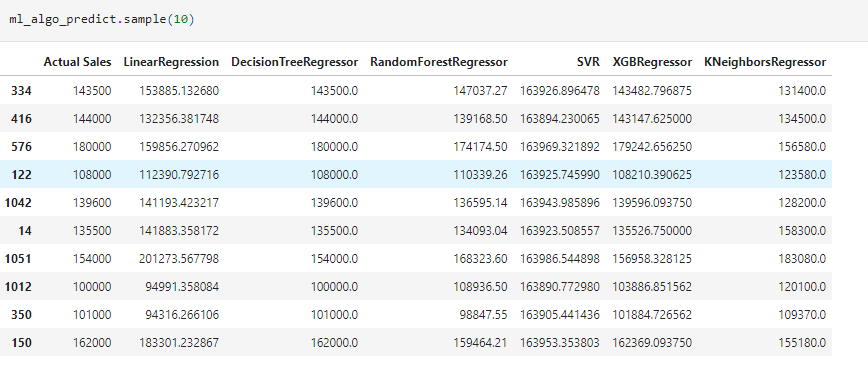 ml_algo_predict.sample(10)
Actual Sales LinearRegression DecisionTreeRegressor RandomForestRegressor SVR XGBRegressor KNeighborsRegressor
334 143500 153885.132680 143500.0 147037.27 163926.896478 143482.796875 131400.0
416 144000 132356.381748 144000.0 139168.50 163894.230065 143147.625000 134500.0
576 180000 159856.270962 180000.0 174174.50 163969.321892 179242.656250 156580.0
122 108000 112390.792716 108000.0 110339.26 163925.745990 108210.390625 123580.0
1042 139600 141193.423217 139600.0 136595.14 163943.985896 139596.093750 128200.0
14 135500 141883.358172 135500.0 134093.04 163923.508557 135526.750000 158300.0
1051 154000 201273.567798 154000.0 168323.60 163986.544898 156958.328125 183080.0
1012 100000 94991.358084 100000.0 108936.50 163890.772980 103886.851562 120100.0
350 101000 94316.266106 101000.0 98847.55 163905.441436 101884.726562 109370.0
150 162000 183301.232867 162000.0 159464.21 163953.353803 162369.093750 155180.0